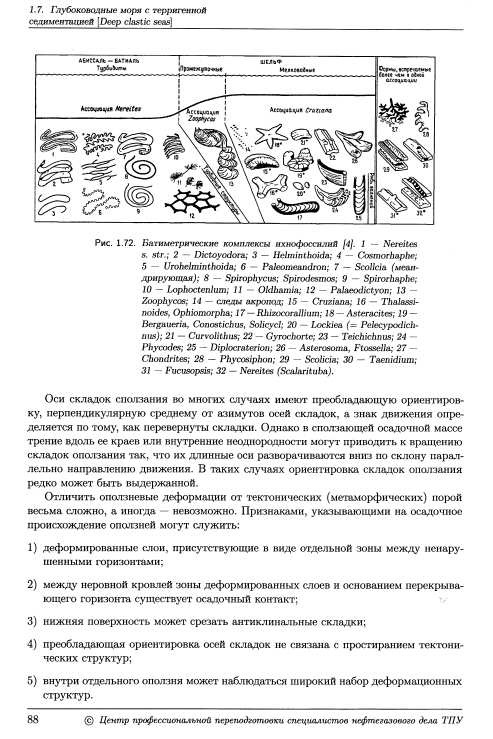 1.7. Глубоководные моря с терригенной
седиментацией [Deep clastic seas]
АБИССАЛЬ — БАТИАЛЬ
Турбидиты
ШЕЛЬФ
Промежуточные
Мелководные
Формы, встречаемые
более чем в одной
ассоциации
Ассоциация Nereites
Ассоциация
Zoophycos
Ассоциация Cruziana
Рис. 1.72. Батиметрические комплексы ихнофоссилий [4]. 1 — Nereites
s. str.; 2 — Dictyodora; 3 — Helminthoida; 4 — Cosmorhaphe;
5 — Urohelminthoida; 6 — Paleomeandron; 7 — Scolicia (меан-
дрирующая); 8 — Spirophycus; Spirodesmos; 9 — Spirorhaphe;
10 — Lophoctenlum; 11 — Oldhamia; 12 — Palaeodictyon; 13 —
Zoophycos; 14 — следы акропод; 15 — Cruziana; 16 — Thalassi-
noides, Ophiomorpha; 17 — Rhizocorallium; 18 — Asteracites; 19 —
Bergaueria, Conostichus, Solicycl; 20 — Lockiea (= Pelecypodich-
nus); 21 — Curvolithus; 22 — Gyrochorte; 23 — Teichichnus; 24 —
Phycodes; 25 — Diplocraterion; 26 — Asterosoma, Ftossella; 27 —
Chondrites; 28 — Phycosiphon; 29 — Scolicia; 30 — Taenidium;
31 — Fucusopsis; 32 — Nereites (Scalarituba).
Оси складок сползания во многих случаях имеют преобладающую ориентиров-
ку, перпендикулярную среднему от азимутов осей складок, а знак движения опре-
деляется по тому, как перевернуты складки. Однако в сползающей осадочной массе
трение вдоль ее краев или внутренние неоднородности могут приводить к вращению
складок оползания так, что их длинные оси разворачиваются вниз по склону парал-
лельно направлению движения. В таких случаях ориентировка складок оползания
редко может быть выдержанной.
Отличить оползневые деформации от тектонических (метаморфических) порой
весьма сложно, а иногда — невозможно. Признаками, указывающими на осадочное
происхождение оползней могут служить:
1) деформированные слои, присутствующие в виде отдельной зоны между ненару-
шенными горизонтами;
2) между неровной кровлей зоны деформированных слоев и основанием перекрыва-
ющего горизонта существует осадочный контакт;
3) нижняя поверхность может срезать антиклинальные складки;
4) преобладающая ориентировка осей складок не связана с простиранием тектони-
ческих структур;
5) внутри отдельного оползня может наблюдаться широкий набор деформационных
структур.
88 © Центр профессиональной переподготовки специалистов нефтегазового дела ТПУ